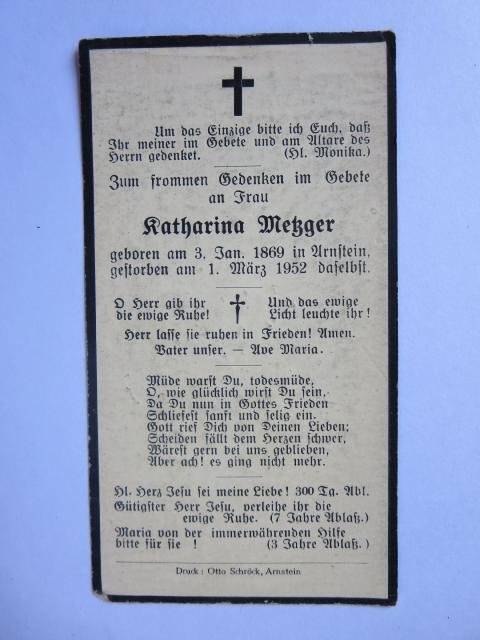 Um das Einzige bitte ich Euch, daß
Ihr meiner im Gebete und am Altare des
Herrn gedenket. (Hl. Monika.)
Zum frommen Gedenken im Gebete
an Frau
Katharina Metzger
geboren am 3. Jan. 1869 in Arnstein,
gestorben am 1. März 1952 daselbst.
O Herr gib ihr
die ewige Ruhe!
Und das ewige
Licht leuchte ihr!
Herr lasse sie ruhen in Frieden! Amen.
Vater unser. — Ave Maria.
Müde warst Du, todesmüde,
O, wie glücklich wirst Du sein,
Da Du nun in Gottes Frieden
Schliefest sanft und selig ein.
Gott rief Dich von Deinen Lieben;
Scheiden fällt dem Herzen schwer,
Wärest gern bei uns geblieben,
Aber ach! es ging nicht mehr.
Hl. Herz Jesu sei meine Liebe! 300 Tg. Abl.
Gütigster Herr Jesu, verleihe ihr die
ewige Ruhe. (7 Jahre Ablaß.)
Maria von der immerwährenden Hilfe
bitte für sie ! (3 Jahre Ablaß.)
Druck : Otto Schröck, Arnstein